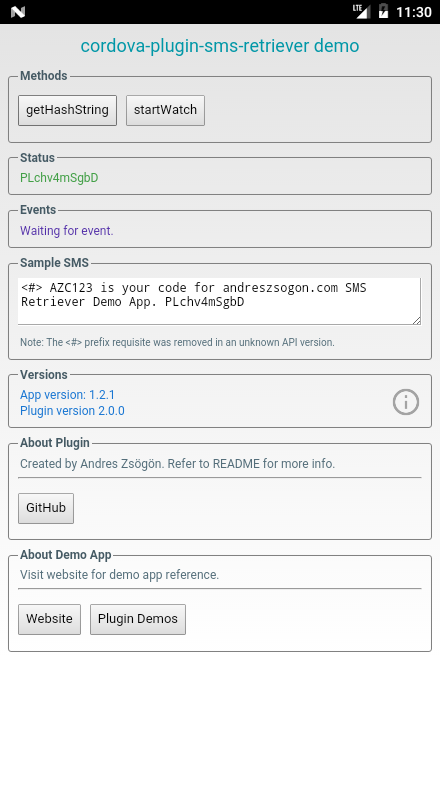 LTE 11:30
cordova-plugin-sms-retriever demo
Methods
getHashString startWatch
Status
PLchv4mSgbD
Events
Waiting for event.
Sample SMS
<#> AZC123 is your code for andreszsogon.com SMS
Retriever Demo App. PLchv4mSgbD
Note: The <#> prefix requisite was removed in an unknown API version.
Versions
App version: 1.2.1
Plugin version 2.0.0
About Plugin
Created by Andres Zsögön. Refer to README for more info.
GitHub
About Demo App
Visit website for demo app reference.
Website Plugin Demos